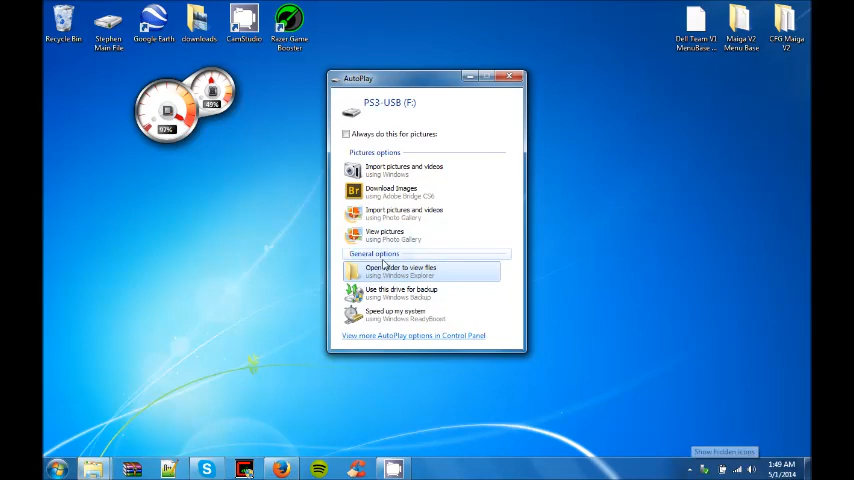 Recycle Bin
Stephen
Main File
Google Earth
downloads
CamStudio
Razer Game
Booster
Dell Team V1
MenuBase ...
Maiga V2
Menu Base
CFG Maiga
V2
49%
97%
AutoPlay
PS3-USB (F:)
Always do this for pictures:
Pictures options
Import pictures and videos
using Windows
Br
Download Images
using Adobe Bridge CS6
Import pictures and videos
using Photo Gallery
View pictures
using Photo Gallery
General options
Open folder to view files
using Windows Explorer
Use this drive for backup
using Windows Backup
Speed up my system
using Windows ReadyBoost
View more AutoPlay options in Control Panel
Show hidden icons
1:49 AM
5/1/2014